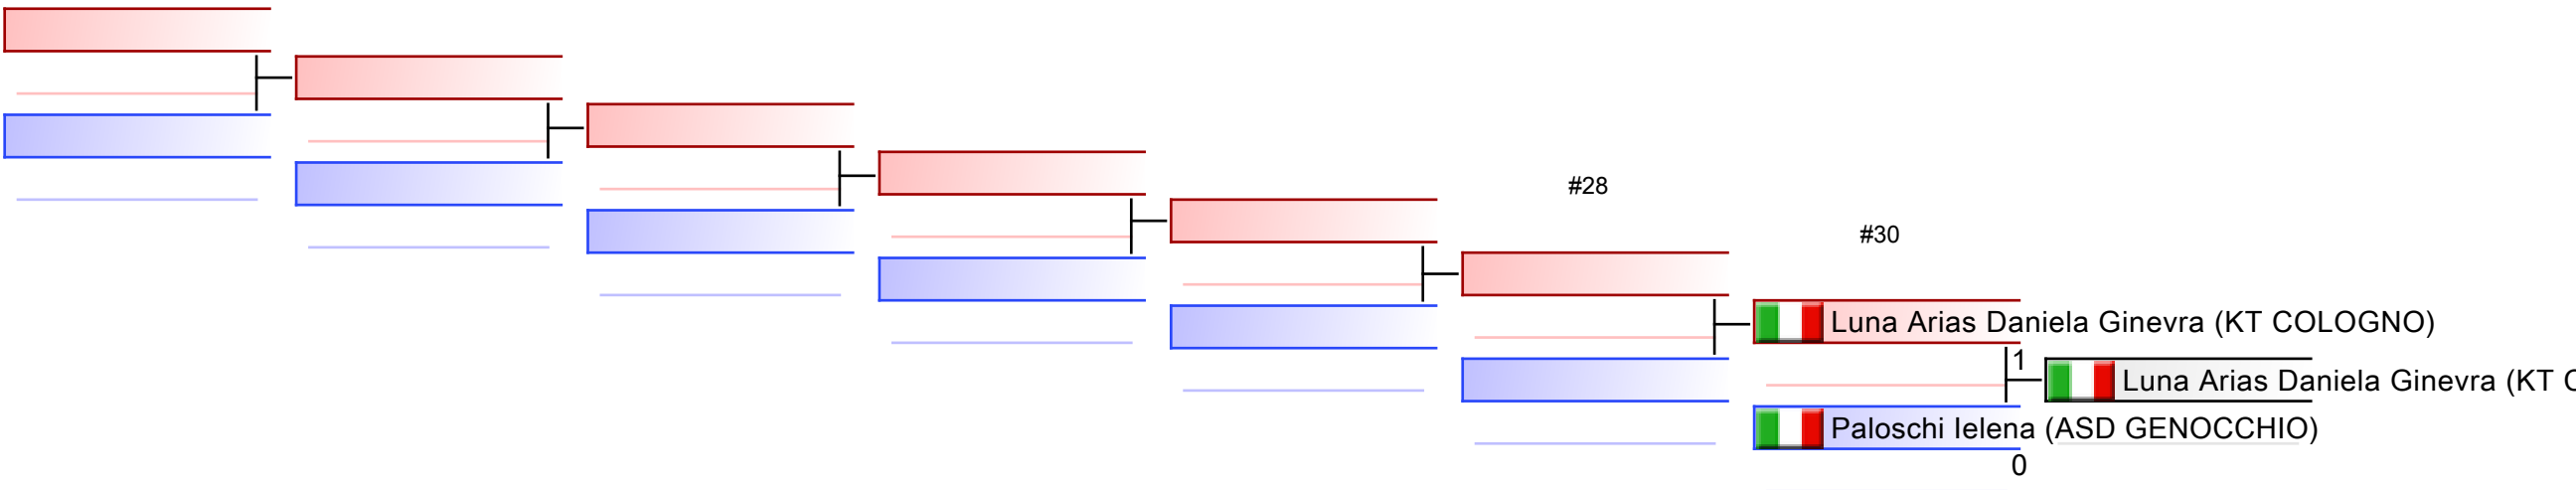 #28
#30
Luna Arias Daniela Ginevra (KT COLOGNO)
1
Luna Arias Daniela Ginevra (KT
Paloschi Ielena (ASD GENOCCHIO)
0